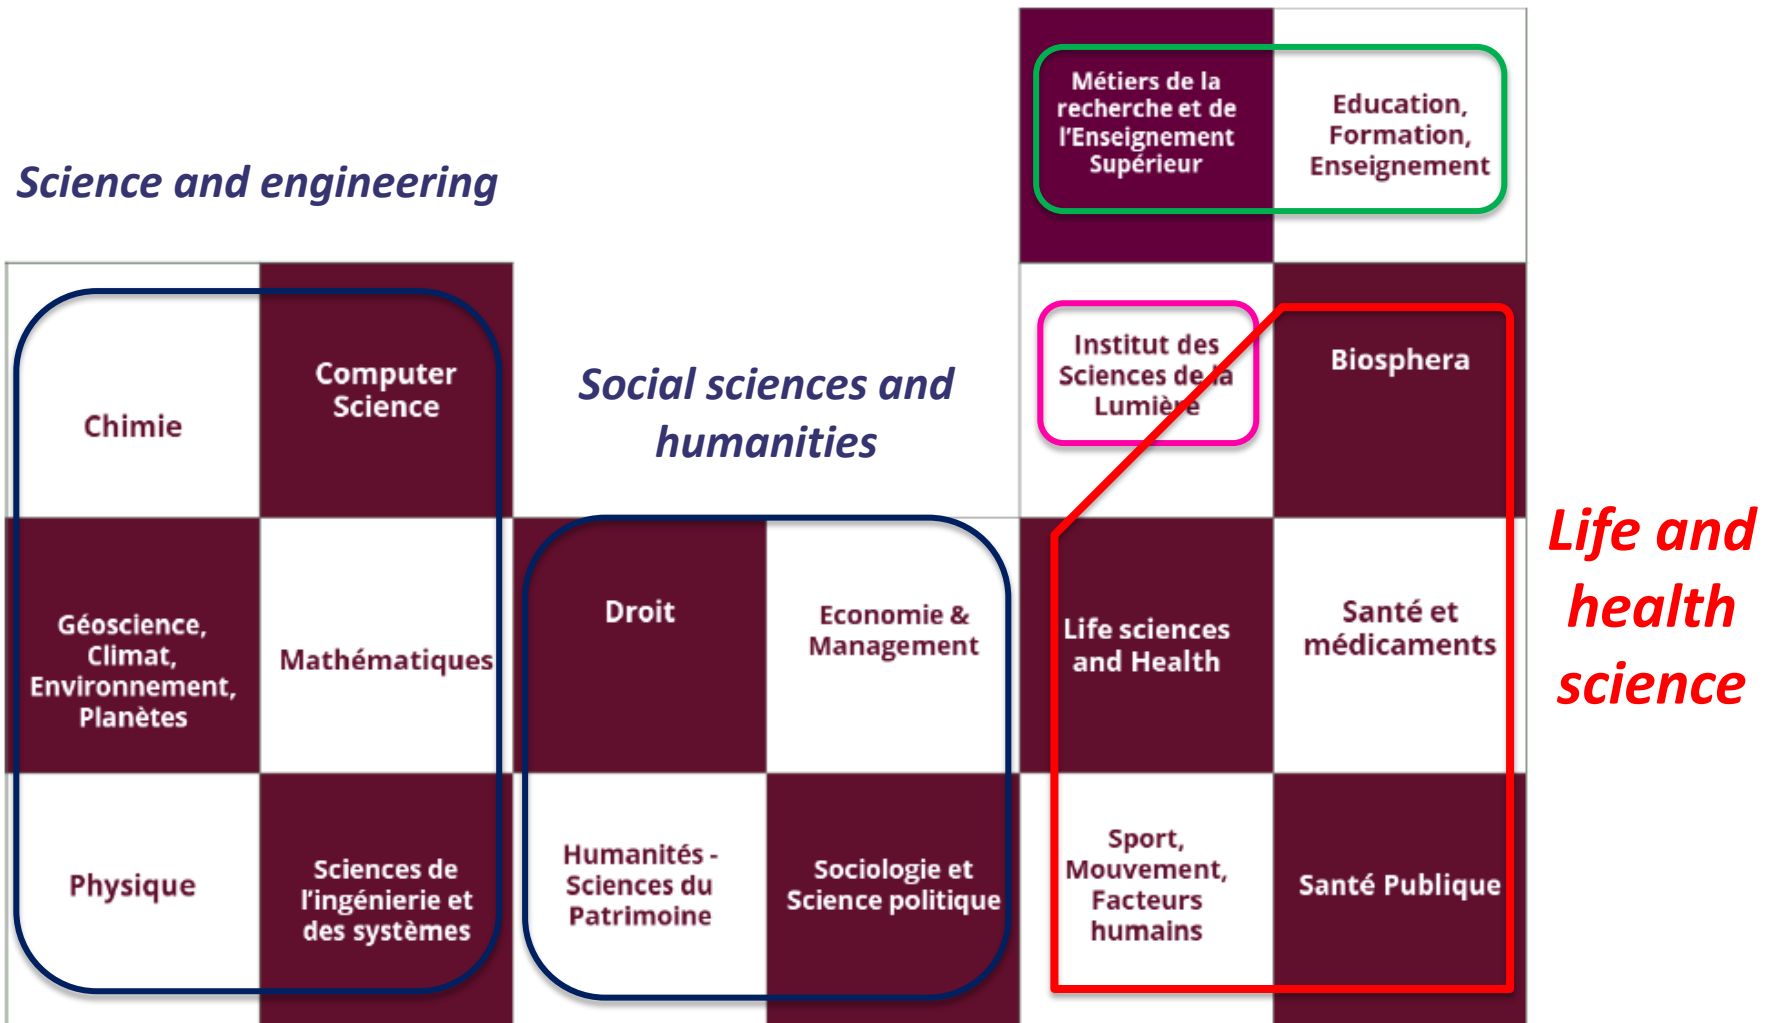 Science and engineering
Métiers de la
recherche et de
l'Enseignement
Supérieur
Education,
Formation,
Enseignement
Chimie
Computer
Science
Social sciences and
humanities
Institut des
Sciences de la
Lumière
Biosphera
Géoscience,
Climat,
Environnement,
Planètes
Mathématiques
Droit
Economie &
Management
Life sciences
and Health
Santé et
médicaments
Life and
health
science
Physique
Sciences de
l'ingénierie et
des systèmes
Humanités -
Sciences du
Patrimoine
Sociologie et
Science politique
Sport,
Mouvement,
Facteurs
humains
Santé Publique